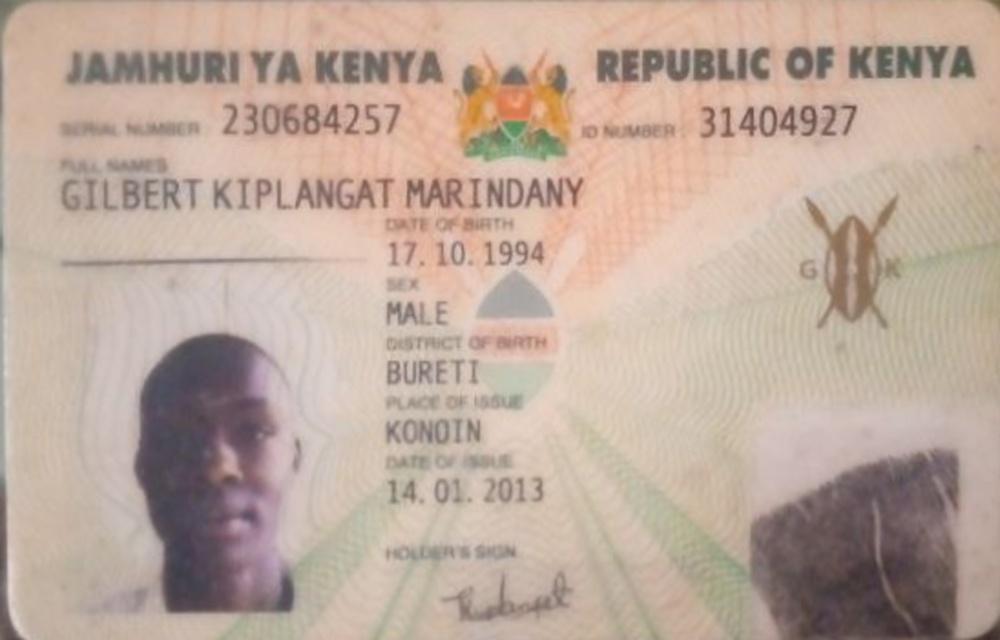 JAMHURI YA KENYA REPUBLIC OF KENYA
SERIAL NUMBER 230684257 ID NUMBER: 31404927
FULL NAMES
GILBERT KIPLANGAT MARINDANY
DATE OF BIRTH
17. 10. 1994
SEX
MALE
DISTRICT OF BIRTH
BURETI
PLACE OF ISSUE
KONOIN
DATE OF ISSUE
14. 01. 2013
HOLDER'S SIGN.
G K